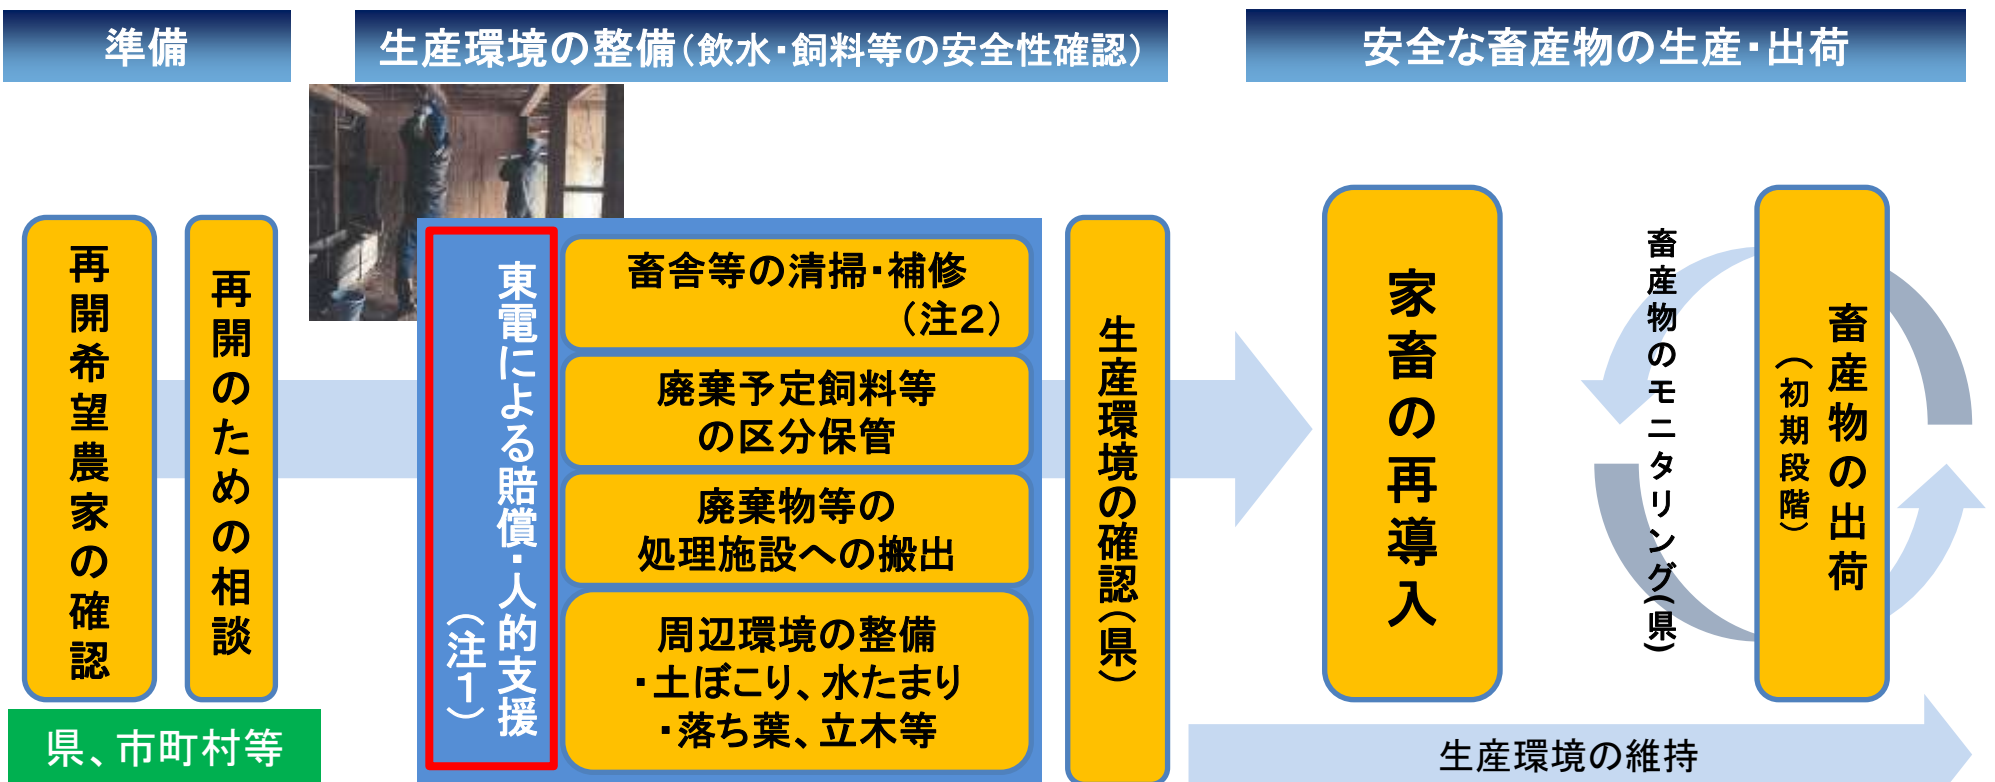 準備
生産環境の整備（飲水・飼料等の安全性確認）
安全な畜産物の生産・出荷
再開希望農家の確認
再開のための相談
県、市町村等
東電による賠償・人的支援
（注１）
畜舎等の清掃・補修
（注２）
廃棄予定飼料等
の区分保管
廃棄物等の
処理施設への搬出
周辺環境の整備
・土ぼこり、水たまり
・落ち葉、立木等
生産環境の確認（県）
家畜の再導入
畜産物のモニタリング（県）
畜産物の出荷
（初期段階）
生産環境の維持